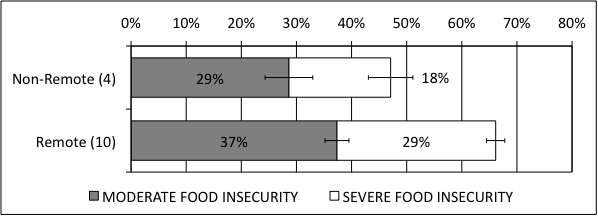 0% 10% 20% 30% 40% 50% 60% 70% 80%
Non-Remote (4) 29% 18%
Remote (10) 37% 29%
MODERATE FOOD INSECURITY SEVERE FOOD INSECURITY